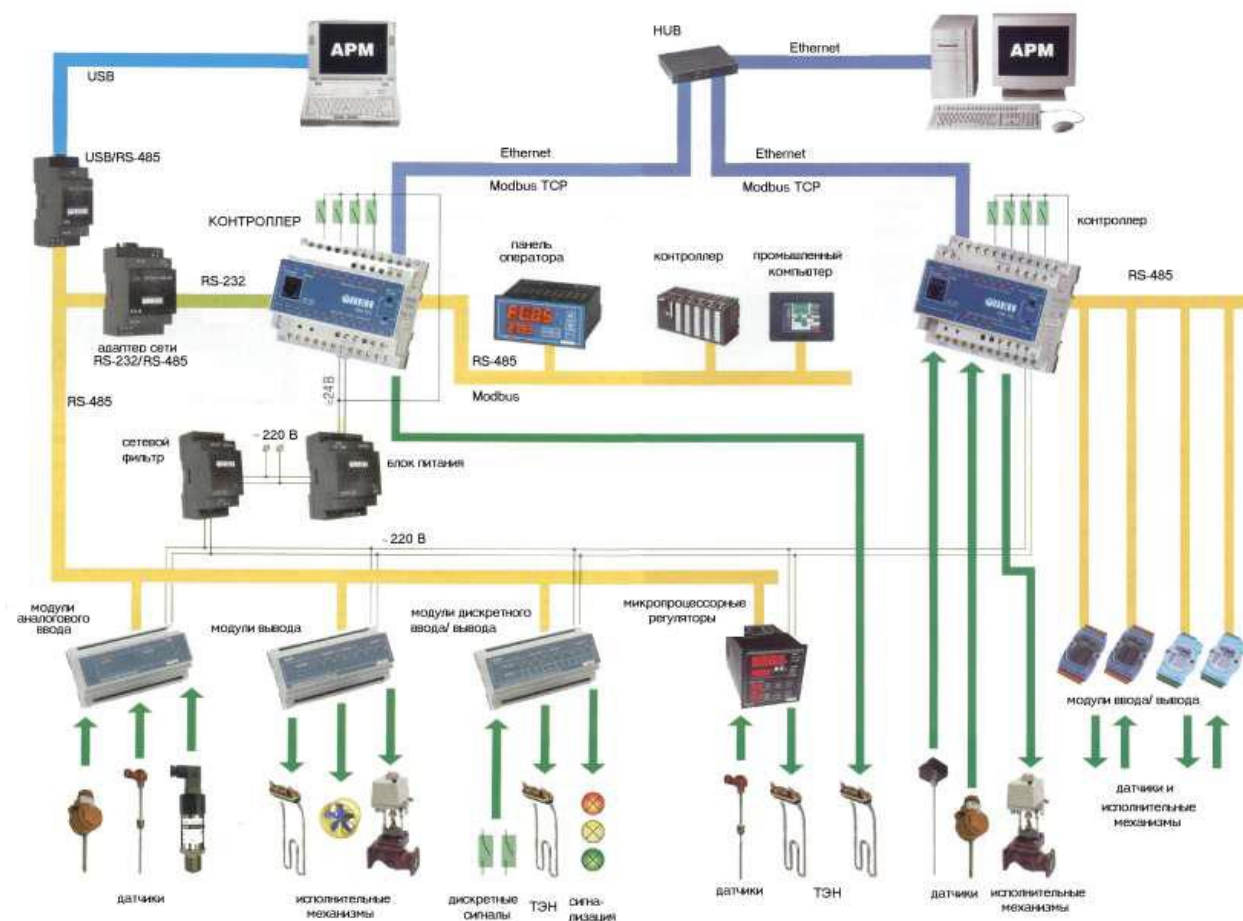 HUB
Ethernet
АРМ
АРМ
USB
USB/RS-485
Ethernet
Ethernet
Modbus TCP
Modbus TCP
КОНТРОЛЛЕР
контроллер
панель
оператора
контроллер
промышленный
компьютер
RS-232
RS-485
адаптер сети
RS-232/RS-485
RS-485
Modbus
RS-485
=24В
~ 220 В
сетевой
фильтр
блок питания
~ 220 В
модули
аналогового
ввода
модули вывода
модули дискретного
ввода/ вывода
микропроцессорные
регуляторы
модули ввода/ вывода
датчики и
исполнительные
механизмы
датчики
исполнительные
механизмы
дискретные
сигналы
ТЭН
сигна-
лизация
датчики
ТЭН
датчики
исполнительные
механизмы